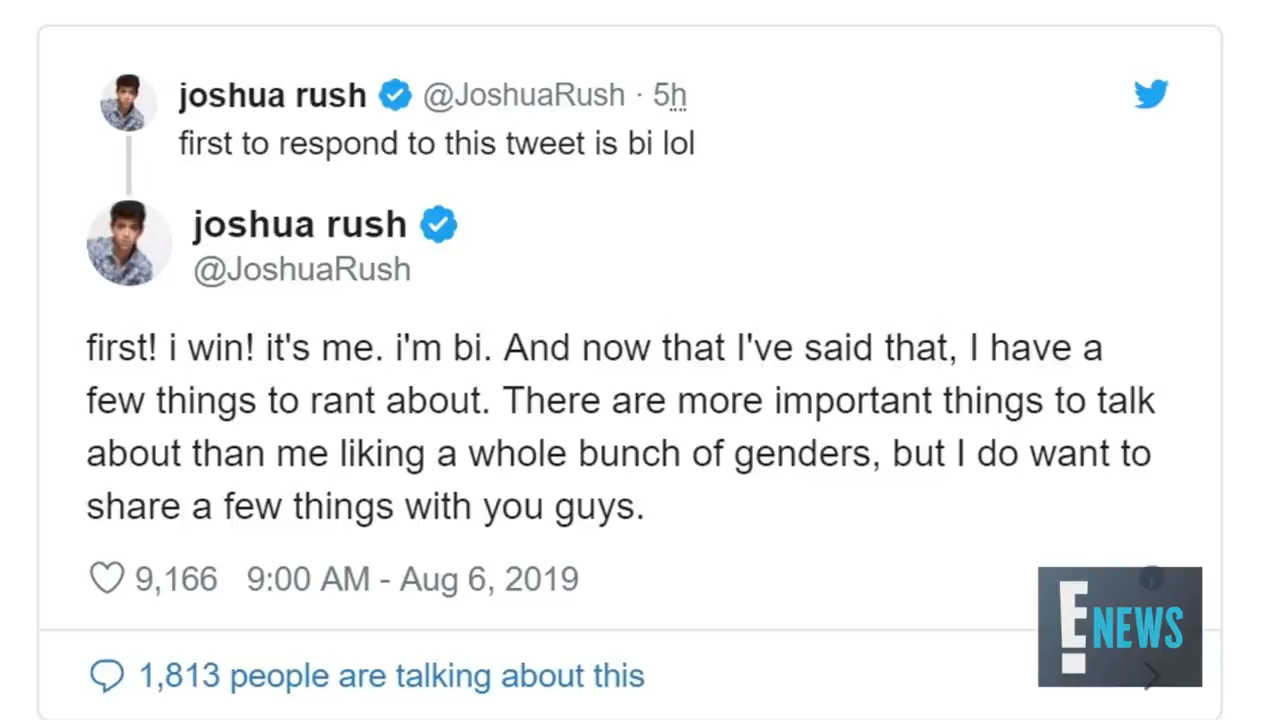 joshua rush @JoshuaRush · 5h
first to respond to this tweet is bi lol
joshua rush
@JoshuaRush
first! i win! it's me. i'm bi. And now that I've said that, I have a
few things to rant about. There are more important things to talk
about than me liking a whole bunch of genders, but I do want to
share a few things with you guys.
9,166 9:00 AM - Aug 6, 2019
E NEWS
1,813 people are talking about this